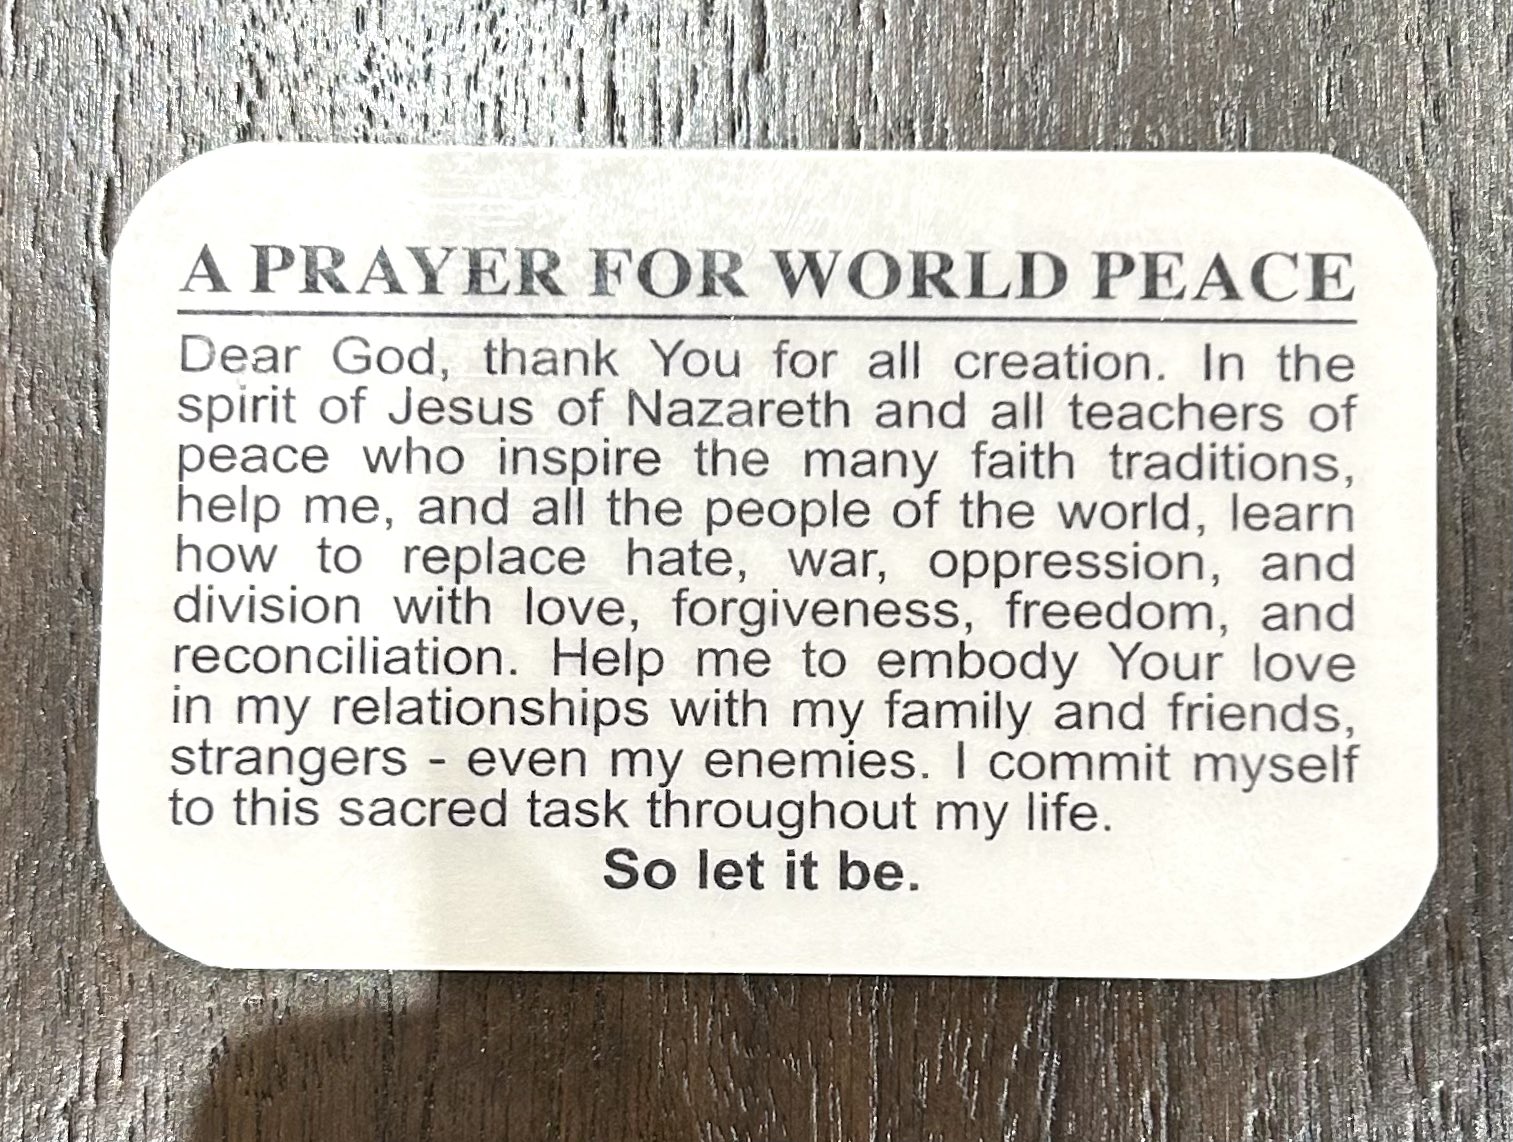 A PRAYER FOR WORLD PEACE
Dear God, thank You for all creation. In the
spirit of Jesus of Nazareth and all teachers of
peace who inspire the many faith traditions,
help me, and all the people of the world, learn
how to replace hate, war, oppression, and
division with love, forgiveness, freedom, and
reconciliation. Help me to embody Your love
in my relationships with my family and friends,
strangers - even my enemies. I commit myself
to this sacred task throughout my life.
So let it be.